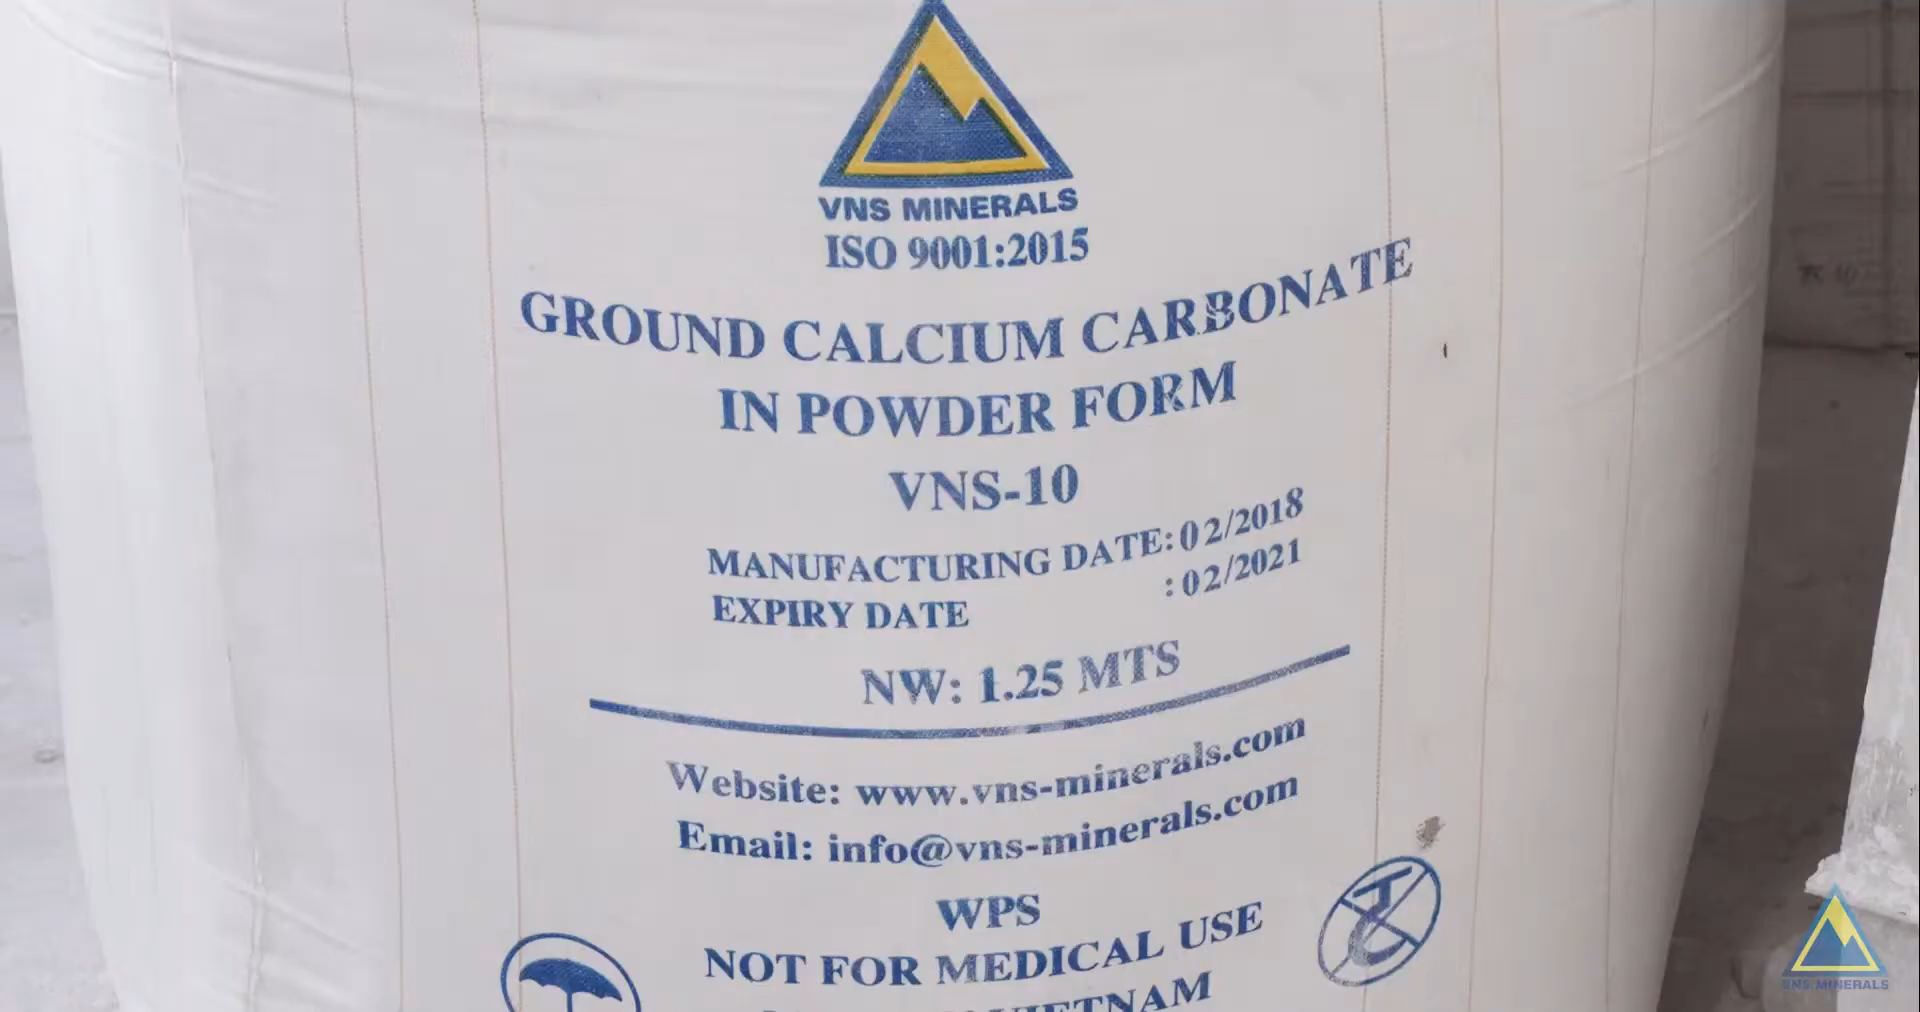 VNS MINERALS
ISO 9001:2015
GROUND CALCIUM CARBONATE
IN POWDER FORM
VNS-10
MANUFACTURING DATE: 02/2018
EXPIRY DATE : 02/2021
NW: 1.25 MTS
Website: www.vns-minerals.com
Email: info@vns-minerals.com
WPS
NOT FOR MEDICAL USE
VIETNAM
VNS MINERALS